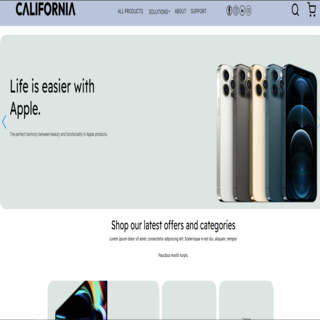 CALIFORNIA
ALL PRODUCTS SOLUTIONS ABOUT SUPPORT
Life is easier with
Apple.
The perfect harmony between beauty and functionality in Apple products.
Shop our latest offers and categories
Lorem ipsum dolor sit amet, consectetur adipiscing elit. Scelerisque in est dui, aliquam, tempor.
Faucibus morbi turpis.